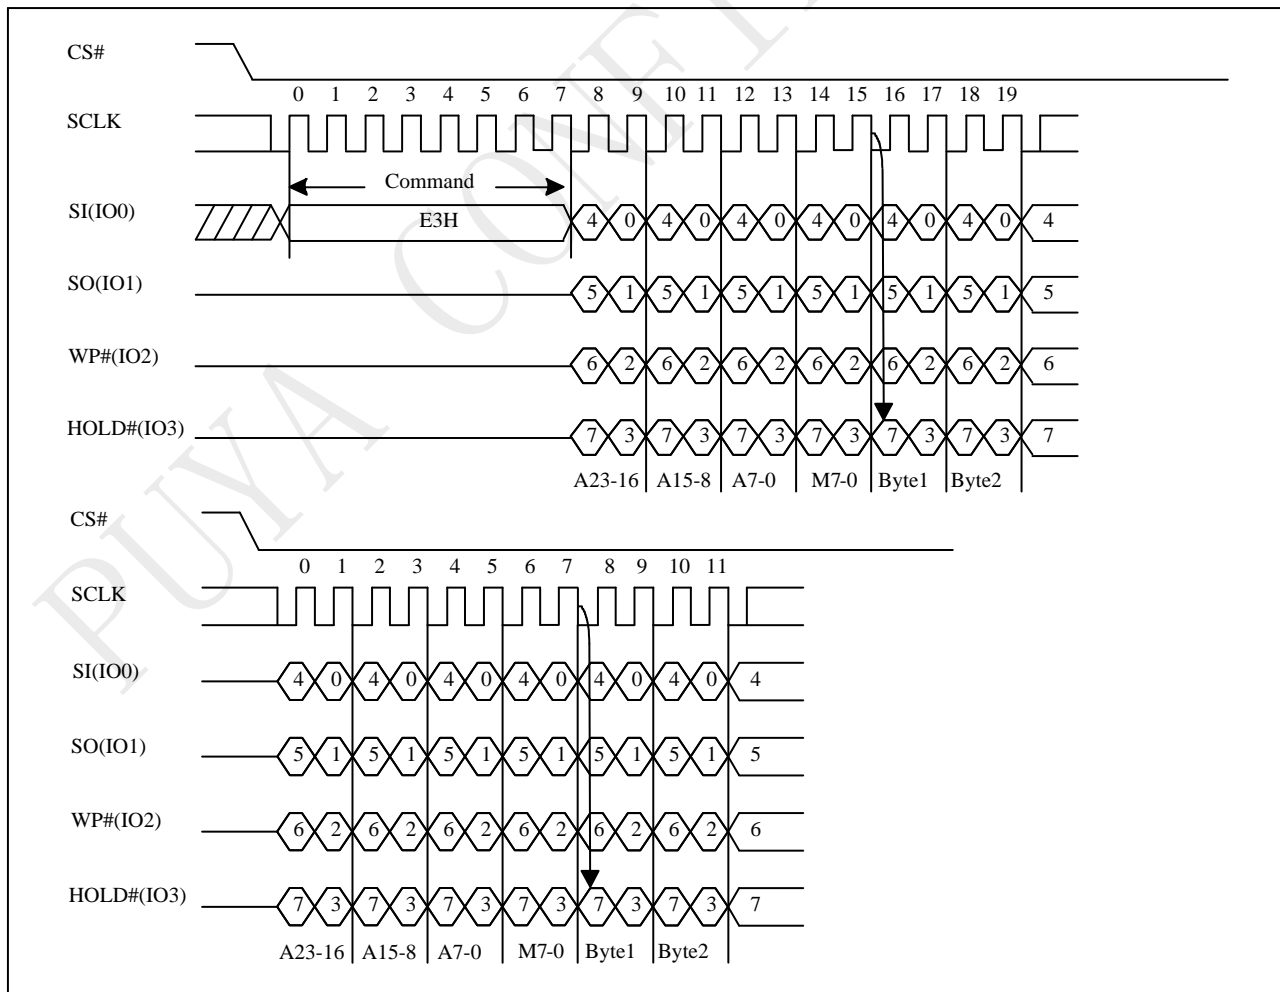 PUYA CONFI
CS#
0 1 2 3 4 5 6 7 8 9 10 11 12 13 14 15 16 17 18 19
SCLK
Command
SI(IO0) E3H 4 0 4 0 4 0 4 0 4 0 4 0 4
SO(IO1) 5 1 5 1 5 1 5 1 5 1 5 1 5
WP#(IO2) 6 2 6 2 6 2 6 2 6 2 6 2 6
HOLD#(IO3) 7 3 7 3 7 3 7 3 7 3 7 3 7
A23-16 A15-8 A7-0 M7-0 Byte1 Byte2
CS#
0 1 2 3 4 5 6 7 8 9 10 11
SCLK
SI(IO0) 4 0 4 0 4 0 4 0 4 0 4 0 4
SO(IO1) 5 1 5 1 5 1 5 1 5 1 5 1 5
WP#(IO2) 6 2 6 2 6 2 6 2 6 2 6 2 6
HOLD#(IO3) 7 3 7 3 7 3 7 3 7 3 7 3 7
A23-16 A15-8 A7-0 M7-0 Byte1 Byte2